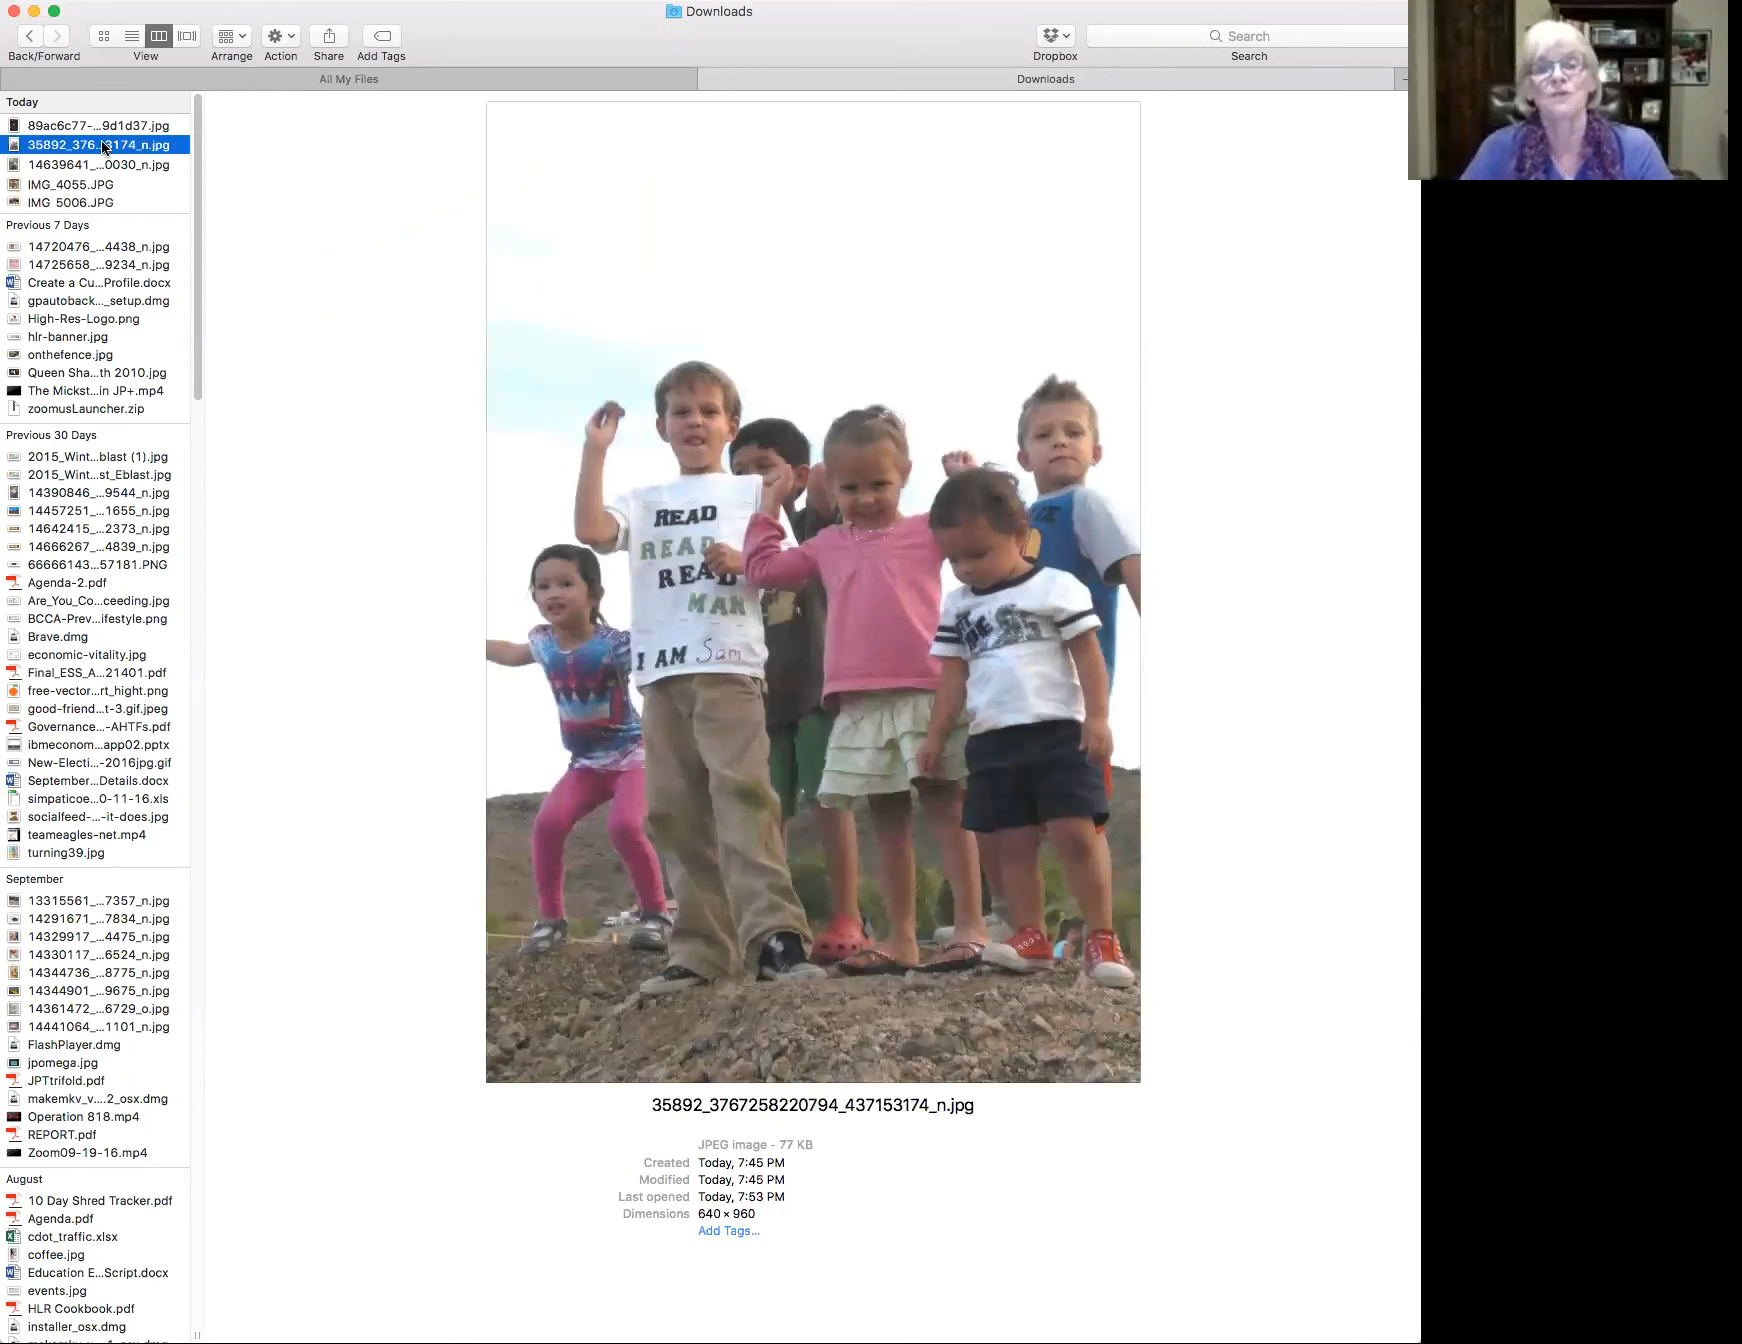 Downloads
Back/Forward
View
Arrange
Action
Share
Add Tags
Dropbox
Search
Search
All My Files
Downloads
Today
89ac6c77-...9d1d37.jpg
35892_376...3174_n.jpg
14639641_...0030_n.jpg
IMG_4055.JPG
IMG_5006.JPG
Previous 7 Days
14720476_...4438_n.jpg
14725658_...9234_n.jpg
Create a Cu...Profile.docx
gpautoback..._setup.dmg
High-Res-Logo.png
hlr-banner.jpg
onthefence.jpg
Queen Sha...th 2010.jpg
The Mickst...in JP+.mp4
zoomusLauncher.zip
Previous 30 Days
2015_Wint...blast (1).jpg
2015_Wint...st_Eblast.jpg
14390846_...9544_n.jpg
14457251_...1655_n.jpg
14642415_...2373_n.jpg
14666267_...4839_n.jpg
66666143...57181.PNG
Agenda-2.pdf
Are_You_Co...ceeding.jpg
BCCA-Prev...ifestyle.png
Brave.dmg
economic-vitality.jpg
Final_ESS_A...21401.pdf
free-vector...rt_hight.png
good-friend...t-3.gif.jpeg
Governance...-AHTFs.pdf
ibmeconom...app02.pptx
New-Electi...-2016jpg.gif
September...Details.docx
simpaticoe...0-11-16.xls
socialfeed-...-it-does.jpg
teameagles-net.mp4
turning39.jpg
September
13315561_...7357_n.jpg
14291671_...7834_n.jpg
14329917_...4475_n.jpg
14330117_...6524_n.jpg
14344736_...8775_n.jpg
14344901_...9675_n.jpg
14361472_...6729_o.jpg
14441064_...1101_n.jpg
FlashPlayer.dmg
jpomega.jpg
JPTtrifold.pdf
makemkv_v....2_osx.dmg
Operation 818.mp4
REPORT.pdf
Zoom09-19-16.mp4
August
10 Day Shred Tracker.pdf
Agenda.pdf
cdot_traffic.xlsx
coffee.jpg
Education E...Script.docx
events.jpg
HLR Cookbook.pdf
installer_osx.dmg
READ
READ
READ
MAN
I AM Sam
35892_3767258220794_437153174_n.jpg
JPEG image - 77 KB
Created Today, 7:45 PM
Modified Today, 7:45 PM
Last opened Today, 7:53 PM
Dimensions 640 × 960
Add Tags...